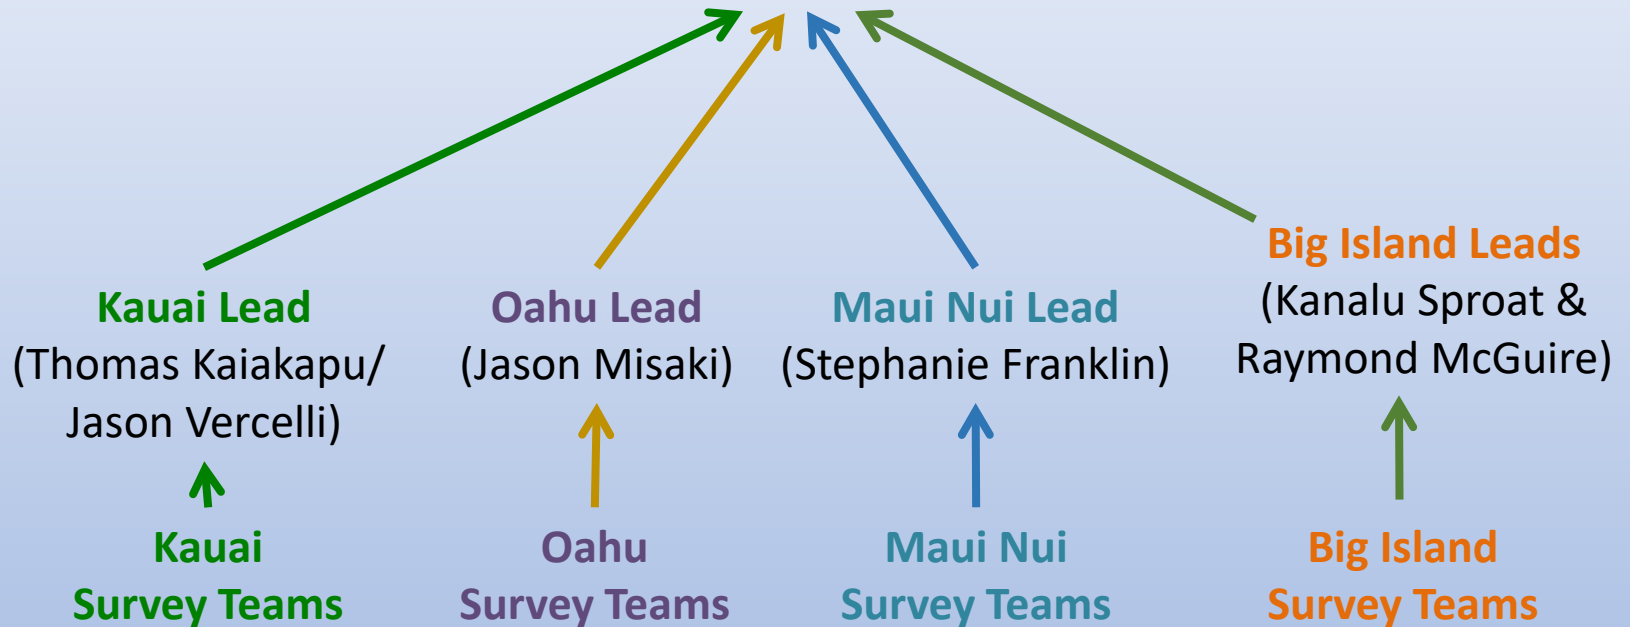 Kauai Lead
(Thomas Kaiakapu/
Jason Vercelli)
Oahu Lead
(Jason Misaki)
Maui Nui Lead
(Stephanie Franklin)
Big Island Leads
(Kanalu Sproat &
Raymond McGuire)
Kauai
Survey Teams
Oahu
Survey Teams
Maui Nui
Survey Teams
Big Island
Survey Teams